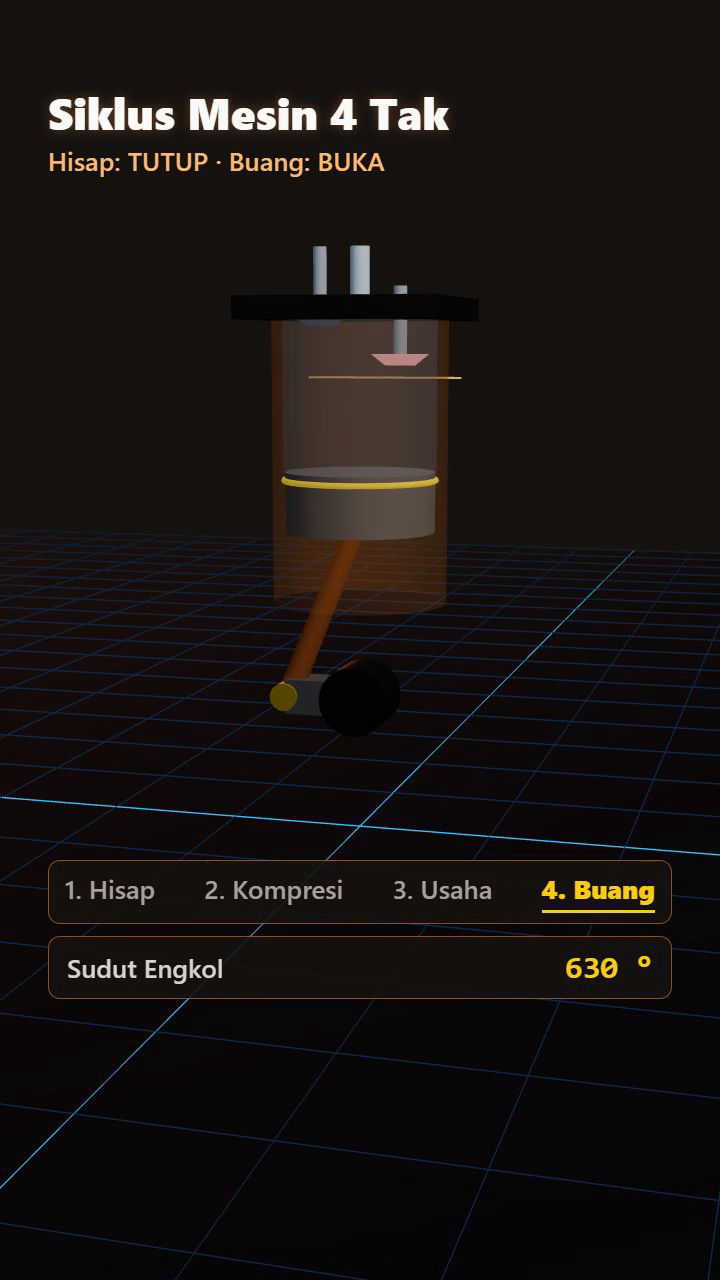 Siklus Mesin 4 Tak
Hisap: TUTUP · Buang: BUKA
1. Hisap 2. Kompresi 3. Usaha 4. Buang
Sudut Engkol 630 °